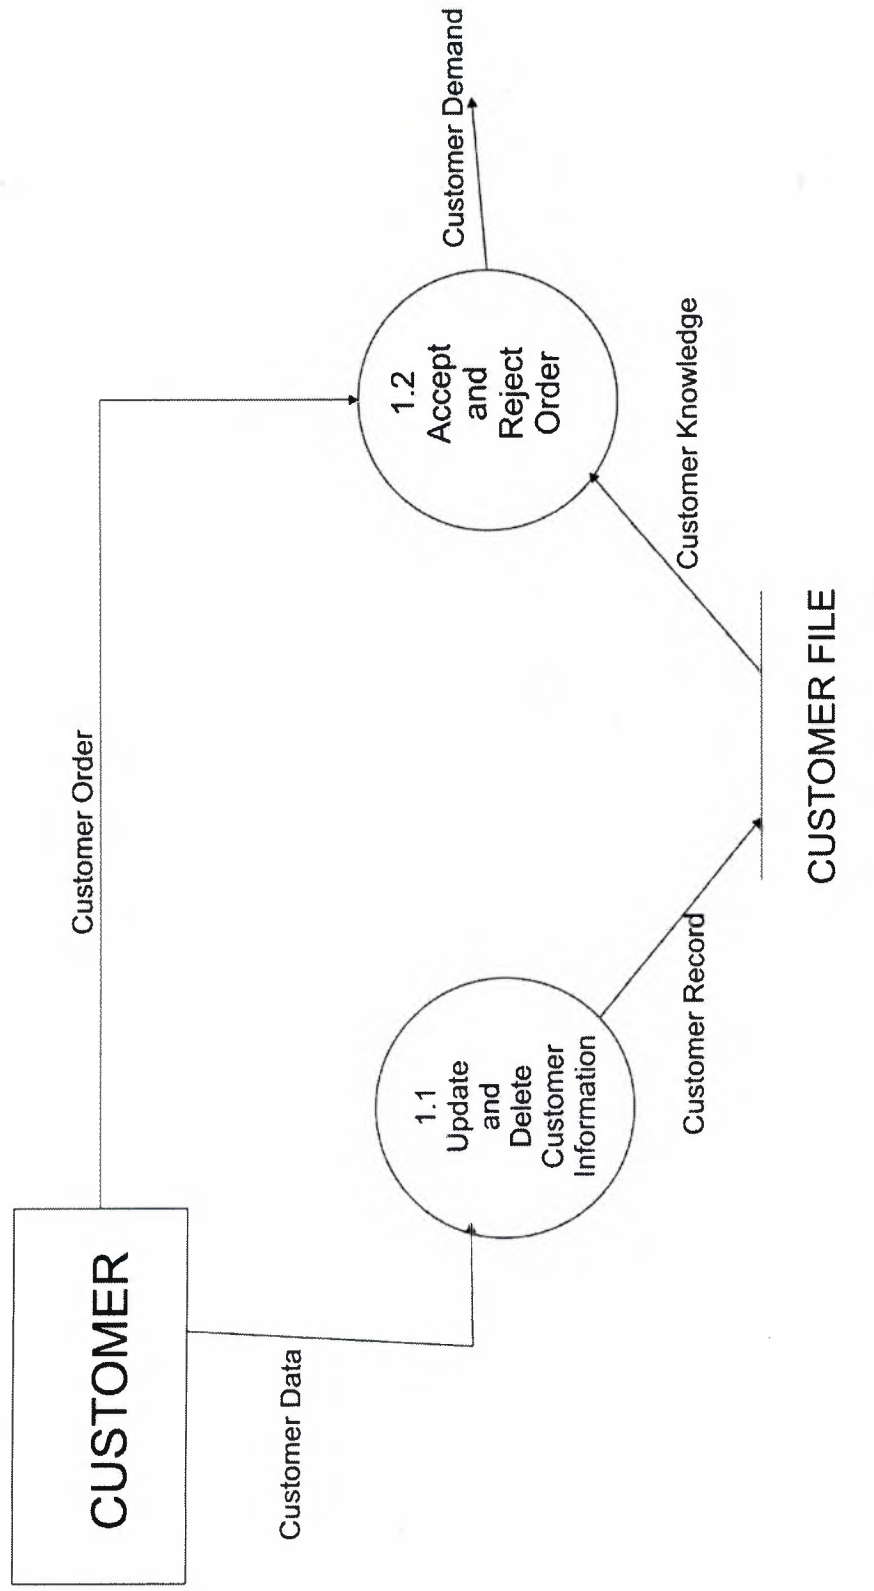 CUSTOMER
Customer Order
Customer Data
1.1
Update
and
Delete
Customer
Information
1.2
Accept
and
Reject
Order
Customer Demand
Customer Record
Customer Knowledge
CUSTOMER FILE